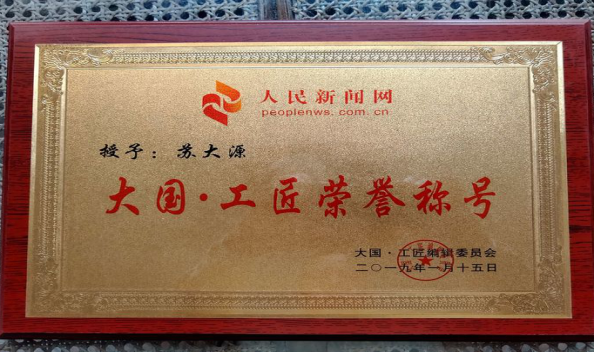 人民新闻网
peoplenws.com.cn
授予：苏大源
大国·工匠荣誉称号
大国·工匠编辑委员会
二〇一九年一月十五日